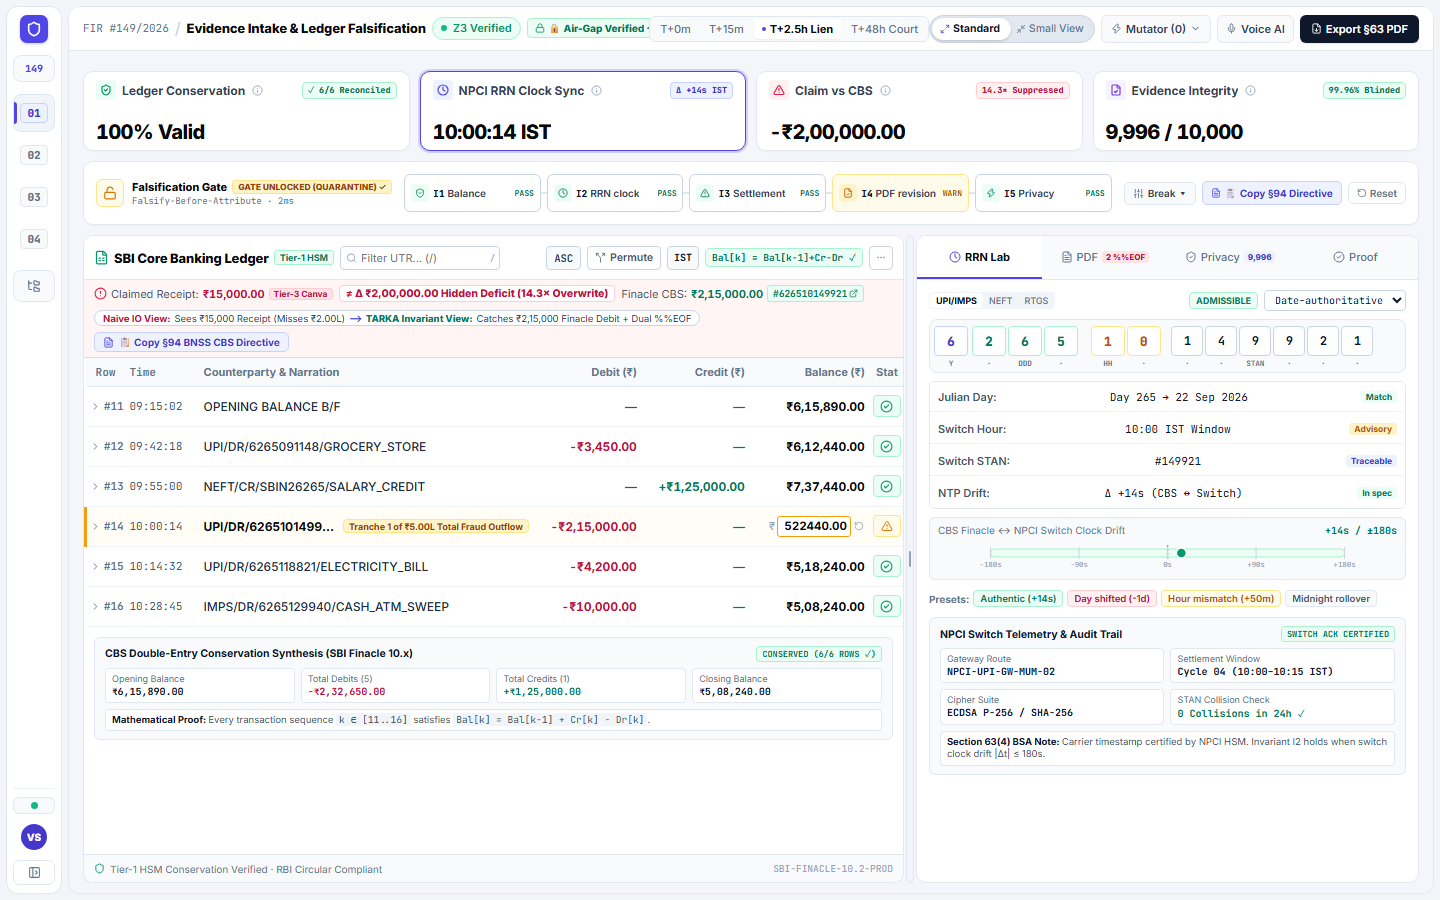 FIR #149/2026 / Evidence Intake & Ledger Falsification
Z3 Verified
Air-Gap Verified
T+0m T+15m • T+2.5h Lien T+48h Court
Standard Small View
Mutator (0)
Voice AI
Export §63 PDF
149
01
02
03
04
VS
Ledger Conservation
✓ 6/6 Reconciled
100% Valid
NPCI RRN Clock Sync
Δ +14s IST
10:00:14 IST
Claim vs CBS
14.3× Suppressed
-₹2,00,000.00
Evidence Integrity
99.96% Blinded
9,996 / 10,000
Falsification Gate GATE UNLOCKED (QUARANTINE) ✓
Falsify-Before-Attribute · 2ms
I1 Balance PASS
I2 RRN clock PASS
I3 Settlement PASS
I4 PDF revision WARN
I5 Privacy PASS
Break ▾
📋 Copy §94 Directive
Reset
SBI Core Banking Ledger Tier-1 HSM
Filter UTR... (/) /
ASC
Permute
IST
Bal[k] = Bal[k-1]+Cr-Dr ✓
...
Claimed Receipt: ₹15,000.00 Tier-3 Canva ≠ Δ ₹2,00,000.00 Hidden Deficit (14.3× Overwrite) Finacle CBS: ₹2,15,000.00 #626510149921
Naive IO View: Sees ₹15,000 Receipt (Misses ₹2.00L) → TARKA Invariant View: Catches ₹2,15,000 Finacle Debit + Dual %%EOF
📋 Copy §94 BNSS CBS Directive
Row Time Counterparty & Narration Debit (₹) Credit (₹) Balance (₹) Stat
#11 09:15:02 OPENING BALANCE B/F — — ₹6,15,890.00
#12 09:42:18 UPI/DR/6265091148/GROCERY_STORE -₹3,450.00 — ₹6,12,440.00
#13 09:55:00 NEFT/CR/SBIN26265/SALARY_CREDIT — +₹1,25,000.00 ₹7,37,440.00
#14 10:00:14 UPI/DR/6265101499... Tranche 1 of ₹5.00L Total Fraud Outflow -₹2,15,000.00 — ₹ 522440.00
#15 10:14:32 UPI/DR/6265118821/ELECTRICITY_BILL -₹4,200.00 — ₹5,18,240.00
#16 10:28:45 IMPS/DR/6265129940/CASH_ATM_SWEEP -₹10,000.00 — ₹5,08,240.00
CBS Double-Entry Conservation Synthesis (SBI Finacle 10.x)
CONSERVED (6/6 ROWS ✓)
Opening Balance
₹6,15,890.00
Total Debits (5)
-₹2,32,650.00
Total Credits (1)
+₹1,25,000.00
Closing Balance
₹5,08,240.00
Mathematical Proof: Every transaction sequence k ∈ [11..16] satisfies Bal[k] = Bal[k-1] + Cr[k] - Dr[k].
Tier-1 HSM Conservation Verified · RBI Circular Compliant
SBI-FINACLE-10.2-PROD
RRN Lab
PDF 2 %%EOF
Privacy 9,996
Proof
UPI/IMPS NEFT RTGS
ADMISSIBLE
Date-authoritative
6 2 6 5 1 0 1 4 9 9 2 1
Y · DDD · HH · · · STAN · · ·
Julian Day: Day 265 → 22 Sep 2026 Match
Switch Hour: 10:00 IST Window Advisory
Switch STAN: #149921 Traceable
NTP Drift: Δ +14s (CBS ↔ Switch) In spec
CBS Finacle ↔ NPCI Switch Clock Drift +14s / ±180s
-180s -90s 0s +90s +180s
Presets: Authentic (+14s) Day shifted (-1d) Hour mismatch (+50m) Midnight rollover
NPCI Switch Telemetry & Audit Trail
SWITCH ACK CERTIFIED
Gateway Route
NPCI-UPI-GW-MUM-02
Settlement Window
Cycle 04 (10:00-10:15 IST)
Cipher Suite
ECDSA P-256 / SHA-256
STAN Collision Check
0 Collisions in 24h ✓
Section 63(4) BSA Note: Carrier timestamp certified by NPCI HSM. Invariant I2 holds when switch
clock drift |Δt| ≤ 180s.